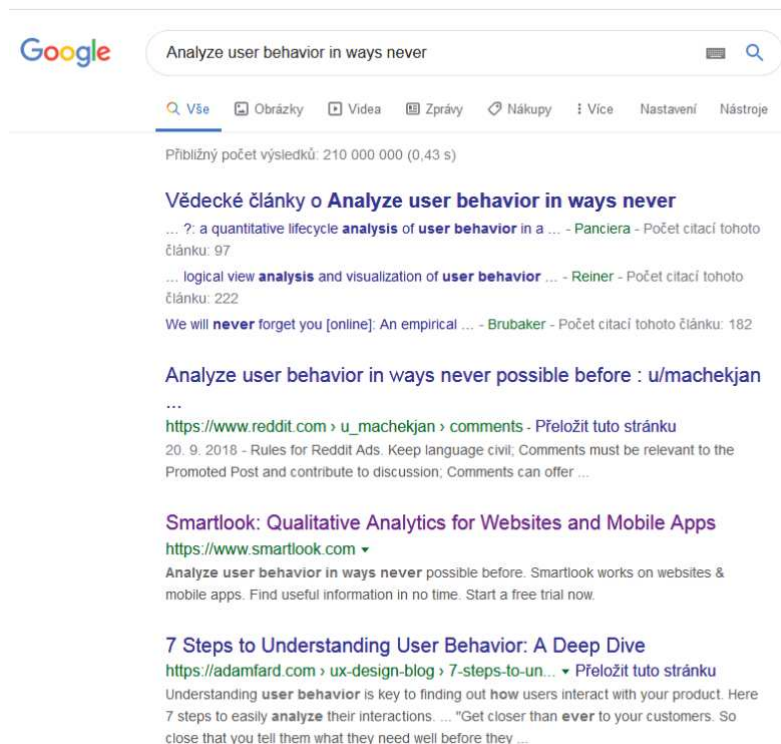 Google
Analyze user behavior in ways never
Vše Obrázky Videa Zprávy Nákupy Více Nastavení Nástroje
Přibližný počet výsledků: 210 000 000 (0,43 s)
Vědecké články o Analyze user behavior in ways never
... ?: a quantitative lifecycle analysis of user behavior in a ... - Panciera - Počet citací tohoto
článku: 97
... logical view analysis and visualization of user behavior ... - Reiner - Počet citací tohoto
článku: 222
We will never forget you [online]: An empirical ... - Brubaker - Počet citací tohoto článku: 182
Analyze user behavior in ways never possible before : u/machekjan
...
https://www.reddit.com › u_machekjan › comments - Přeložit tuto stránku
20. 9. 2018 - Rules for Reddit Ads. Keep language civil; Comments must be relevant to the
Promoted Post and contribute to discussion; Comments can offer ...
Smartlook: Qualitative Analytics for Websites and Mobile Apps
https://www.smartlook.com
Analyze user behavior in ways never possible before. Smartlook works on websites &
mobile apps. Find useful information in no time. Start a free trial now.
7 Steps to Understanding User Behavior: A Deep Dive
https://adamfard.com › ux-design-blog › 7-steps-to-un... Přeložit tuto stránku
Understanding user behavior is key to finding out how users interact with your product. Here
7 steps to easily analyze their interactions. ... "Get closer than ever to your customers. So
close that you tell them what they need well before they ...